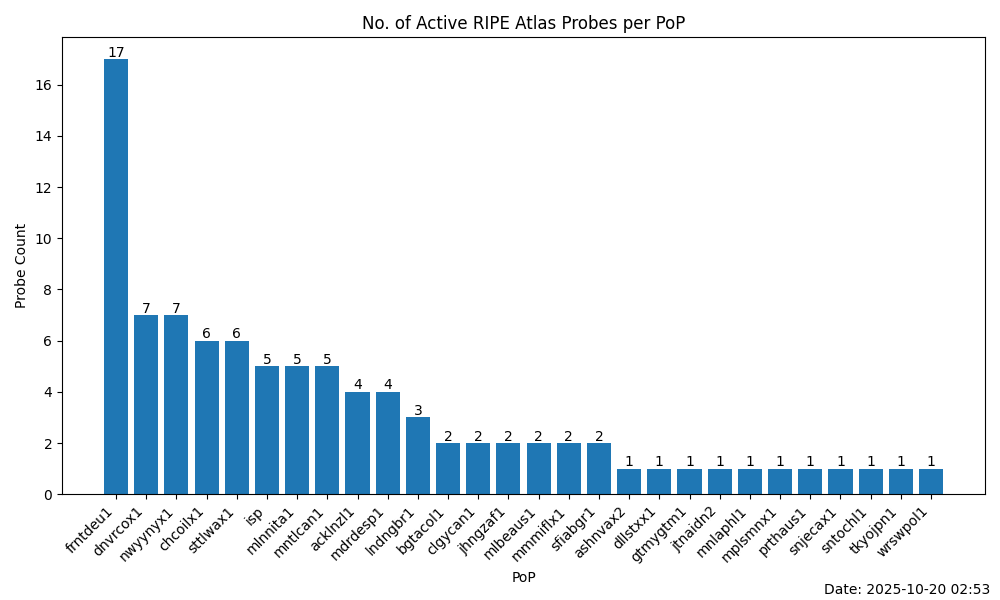 No. of Active RIPE Atlas Probes per PoP
17
7
7
6
6
5
5
5
4
4
3
2
2
2
2
2
2
1
1
1
1
1
1
1
1
1
1
1
16
14
12
10
8
6
4
2
0
Probe Count
frntdeu1
dnvrcox1
nwyynyx1
chcoilx1
sttlwax1
isp
mlnnita1
mntlcan1
acklnzl1
mdrdesp1
lndngbr1
bgtacol1
clgycan1
jhngzaf1
mlbeaus1
mmmiflx1
sfiabgr1
ashnvax2
dllstxx1
gtmygtm1
jtnaidn2
mnlaphl1
mplsmnx1
prthaus1
snjecax1
sntochl1
tkyojpn1
wrswpol1
PoP
Date: 2025-10-20 02:53